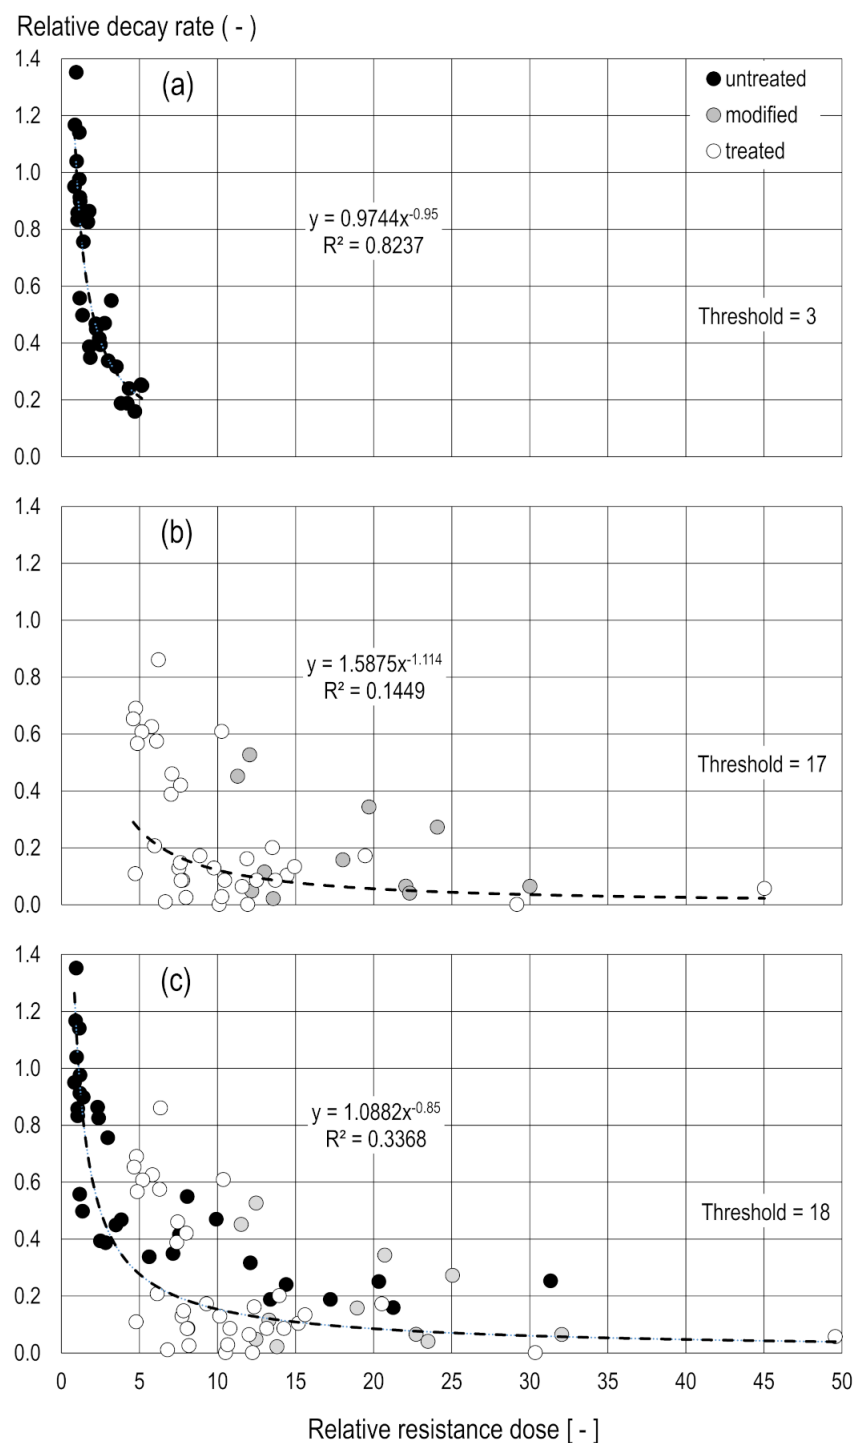 Relative decay rate ( - )
1.4
(a)
untreated
1.2
modified
treated
1.0
y = 0.9744x^-0.95
0.8
R² = 0.8237
0.6
Threshold = 3
0.4
0.2
0.0
1.4
(b)
1.2
1.0
y = 1.5875x^-1.114
0.8
R² = 0.1449
0.6
Threshold = 17
0.4
0.2
0.0
1.4
(c)
1.2
1.0
y = 1.0882x^-0.85
0.8
R² = 0.3368
0.6
Threshold = 18
0.4
0.2
0.0
0 5 10 15 20 25 30 35 40 45 50
Relative resistance dose [ - ]